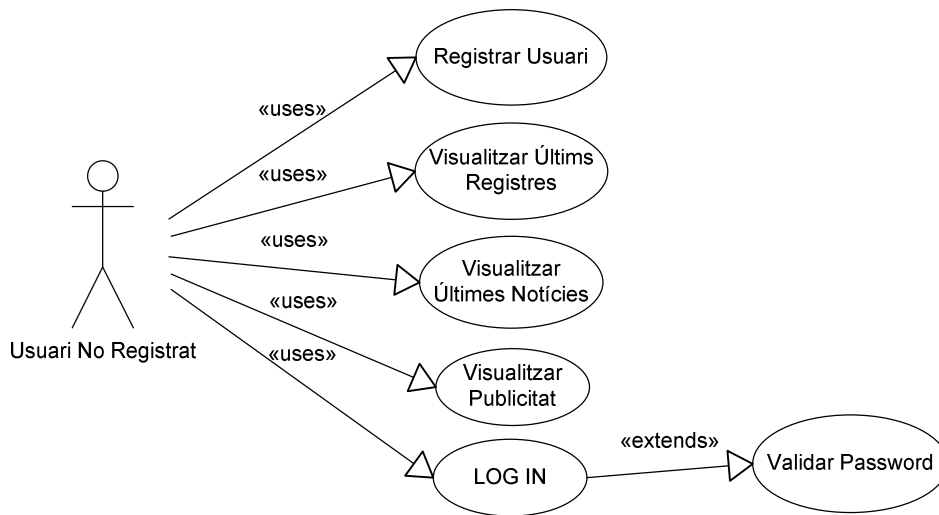 Registrar Usuari
«uses»
Visualitzar Últims
Registres
«uses»
«uses»
Visualitzar
Últimes Notícies
«uses»
Usuari No Registrat
«uses»
Visualitzar
Publicitat
«extends»
LOG IN
Validar Password